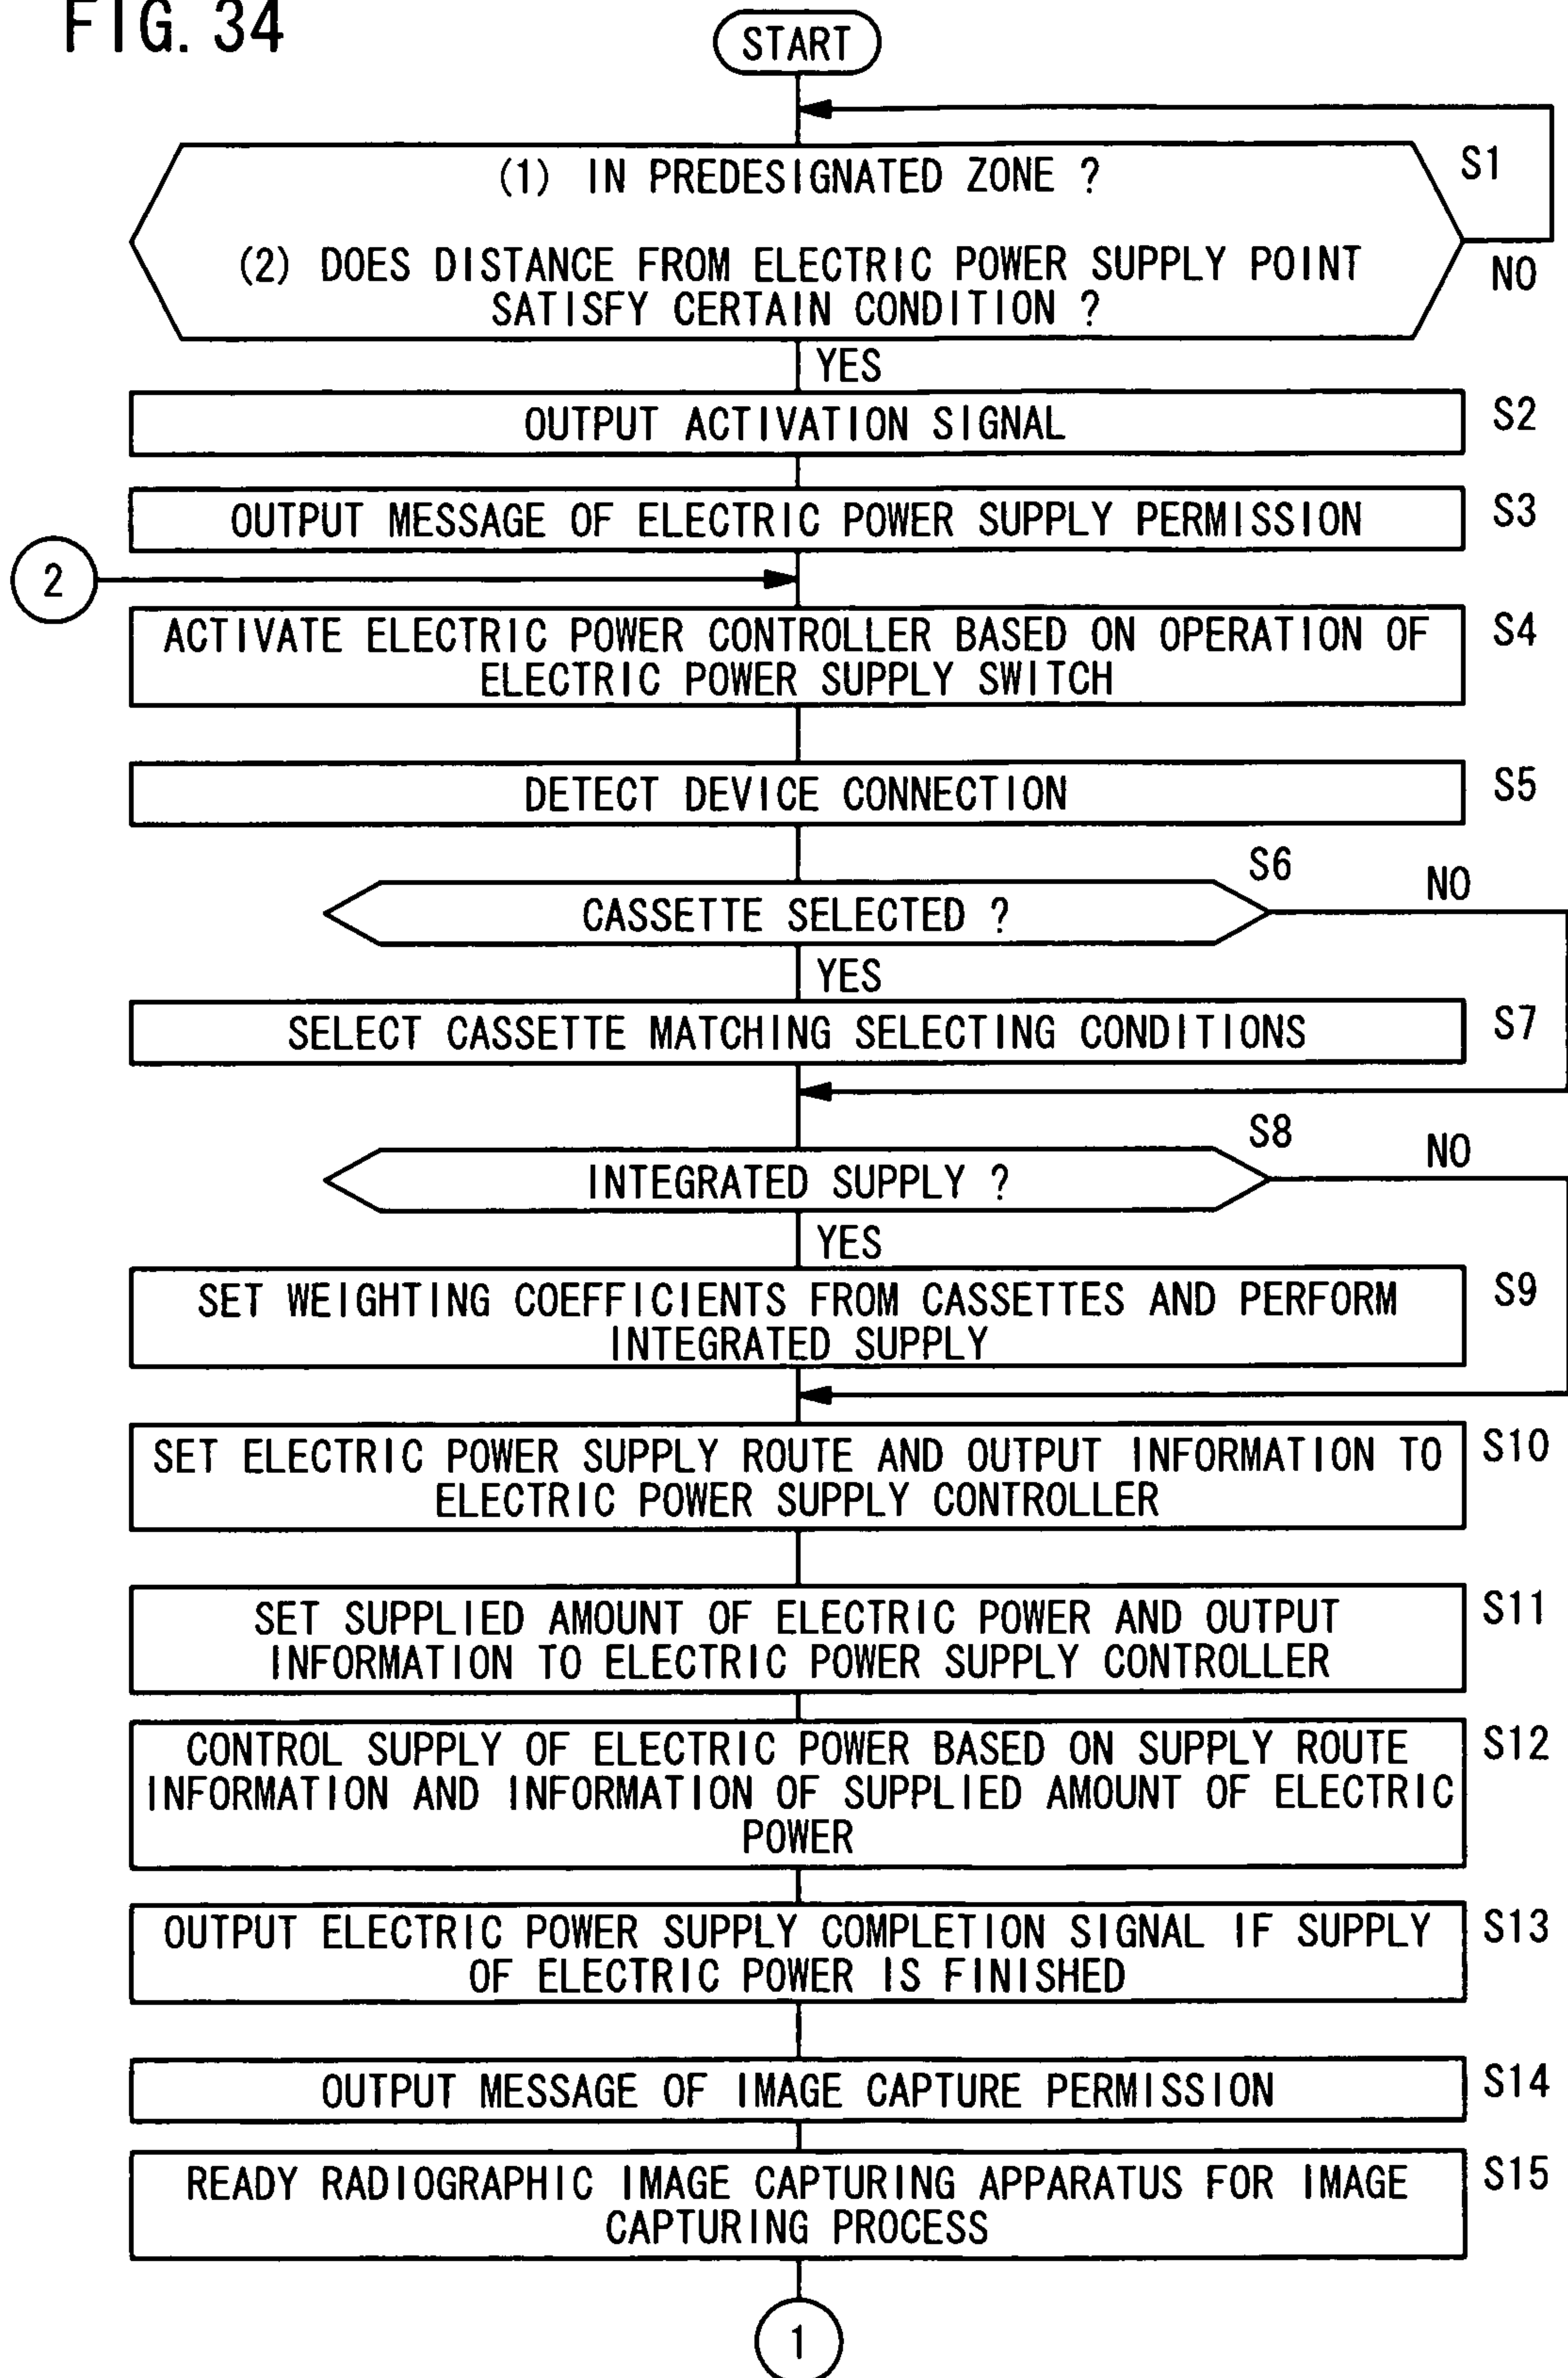 FIG. 34
START
(1) IN PREDESIGNATED ZONE ?
S1
(2) DOES DISTANCE FROM ELECTRIC POWER SUPPLY POINT
SATISFY CERTAIN CONDITION ?
NO
YES
OUTPUT ACTIVATION SIGNAL
S2
OUTPUT MESSAGE OF ELECTRIC POWER SUPPLY PERMISSION
S3
2
ACTIVATE ELECTRIC POWER CONTROLLER BASED ON OPERATION OF
ELECTRIC POWER SUPPLY SWITCH
S4
DETECT DEVICE CONNECTION
S5
CASSETTE SELECTED ?
S6
NO
YES
SELECT CASSETTE MATCHING SELECTING CONDITIONS
S7
INTEGRATED SUPPLY ?
S8
NO
YES
SET WEIGHTING COEFFICIENTS FROM CASSETTES AND PERFORM
INTEGRATED SUPPLY
S9
SET ELECTRIC POWER SUPPLY ROUTE AND OUTPUT INFORMATION TO
ELECTRIC POWER SUPPLY CONTROLLER
S10
SET SUPPLIED AMOUNT OF ELECTRIC POWER AND OUTPUT
INFORMATION TO ELECTRIC POWER SUPPLY CONTROLLER
S11
CONTROL SUPPLY OF ELECTRIC POWER BASED ON SUPPLY ROUTE
INFORMATION AND INFORMATION OF SUPPLIED AMOUNT OF ELECTRIC
POWER
S12
OUTPUT ELECTRIC POWER SUPPLY COMPLETION SIGNAL IF SUPPLY
OF ELECTRIC POWER IS FINISHED
S13
OUTPUT MESSAGE OF IMAGE CAPTURE PERMISSION
S14
READY RADIOGRAPHIC IMAGE CAPTURING APPARATUS FOR IMAGE
CAPTURING PROCESS
S15
1